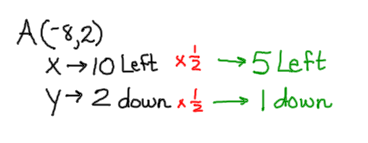 A(-8,2)
X→10 Left ×½ →5 Left
Y→ 2 down ×½ → 1 down